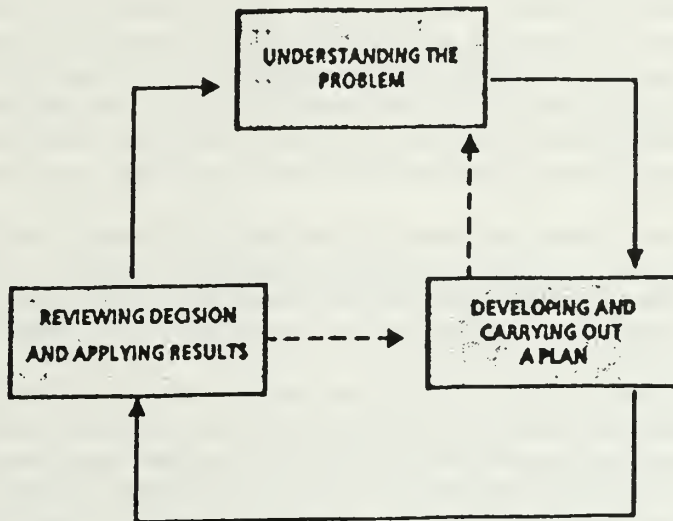 UNDERSTANDING THE
PROBLEM
REVIEWING DECISION
AND APPLYING RESULTS
DEVELOPING AND
CARRYING OUT
A PLAN